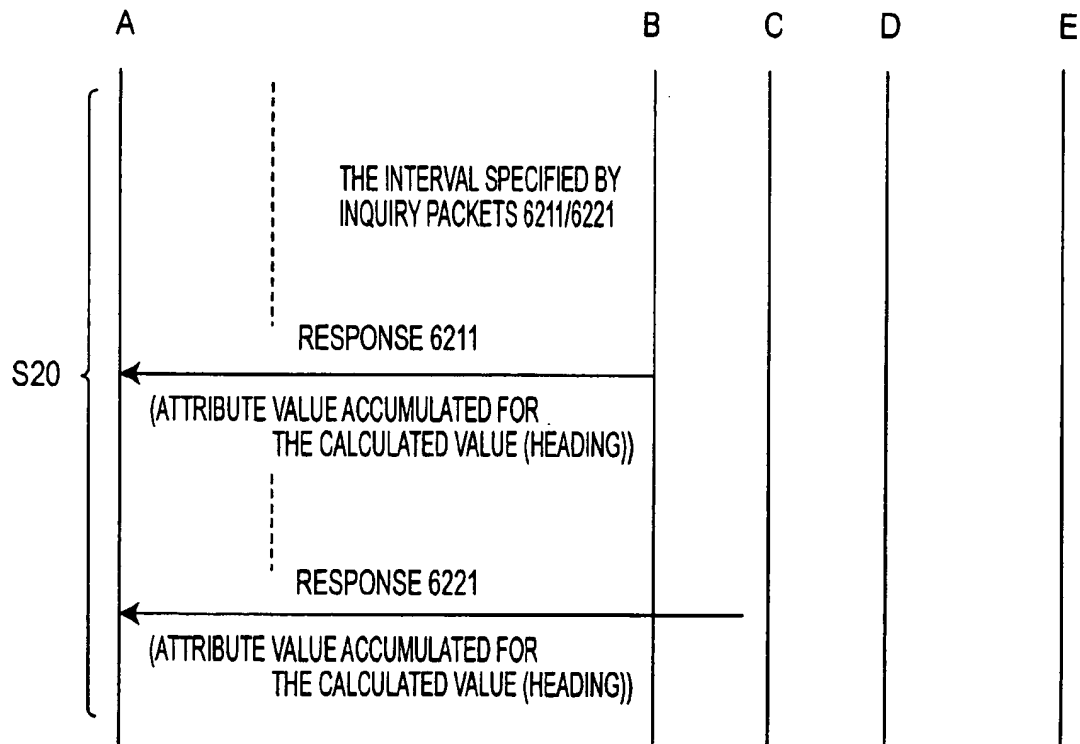 A B C D E
THE INTERVAL SPECIFIED BY
INQUIRY PACKETS 6211/6221
RESPONSE 6211
S20
(ATTRIBUTE VALUE ACCUMULATED FOR
THE CALCULATED VALUE (HEADING))
RESPONSE 6221
(ATTRIBUTE VALUE ACCUMULATED FOR
THE CALCULATED VALUE (HEADING))